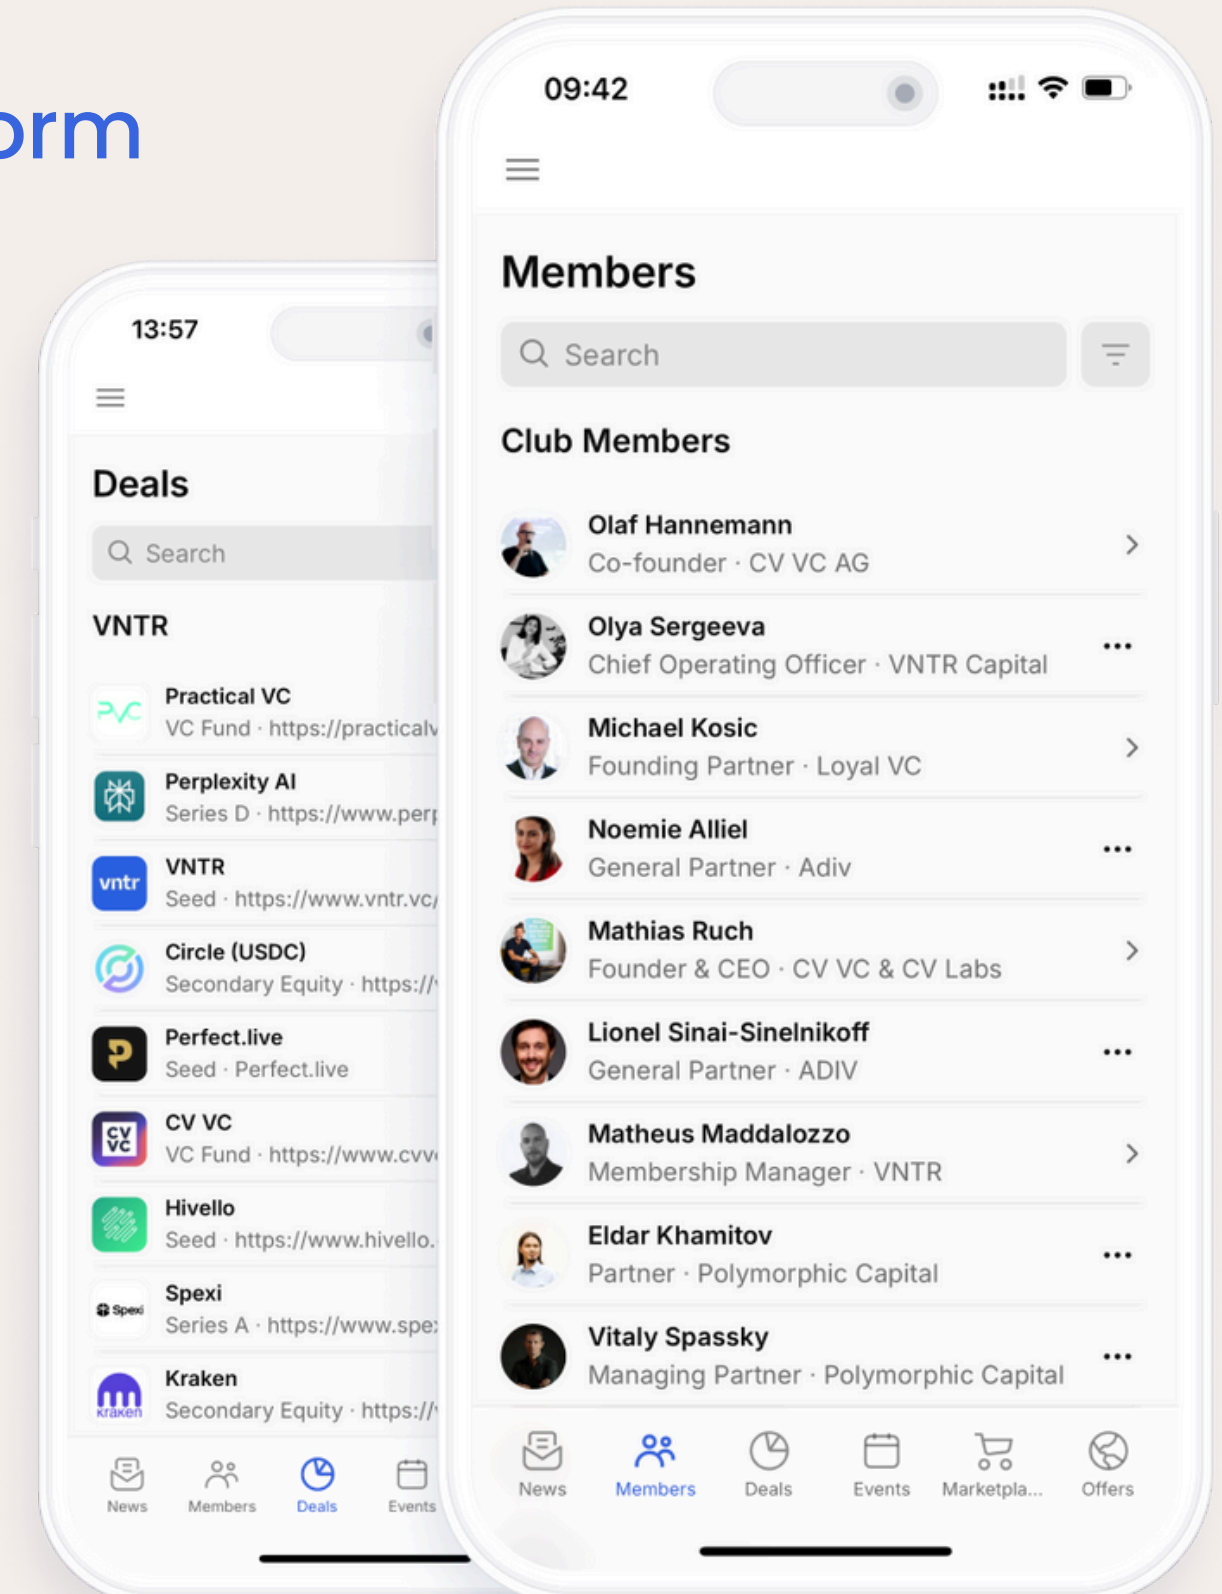 orm
13:57
Deals
Search
VNTR
Practical VC
VC Fund · https://practicalv
Perplexity AI
Series D · https://www.perp
vntr
VNTR
Seed · https://www.vntr.vc/
Circle (USDC)
Secondary Equity · https://
Perfect.live
Seed · Perfect.live
CV
VC
CV VC
VC Fund · https://www.cvv
Hivello
Seed · https://www.hivello.
Spexi
Spexi
Series A · https://www.spe
kraken
Kraken
Secondary Equity · https://
News
Members
Deals
Events
09:42
Members
Search
Club Members
Olaf Hannemann
Co-founder · CV VC AG
Olya Sergeeva
Chief Operating Officer · VNTR Capital
Michael Kosic
Founding Partner · Loyal VC
Noemie Alliel
General Partner · Adiv
Mathias Ruch
Founder & CEO · CV VC & CV Labs
Lionel Sinai-Sinelnikoff
General Partner · ADIV
Matheus Maddalozzo
Membership Manager · VNTR
Eldar Khamitov
Partner · Polymorphic Capital
Vitaly Spassky
Managing Partner · Polymorphic Capital
News
Members
Deals
Events
Marketpla...
Offers